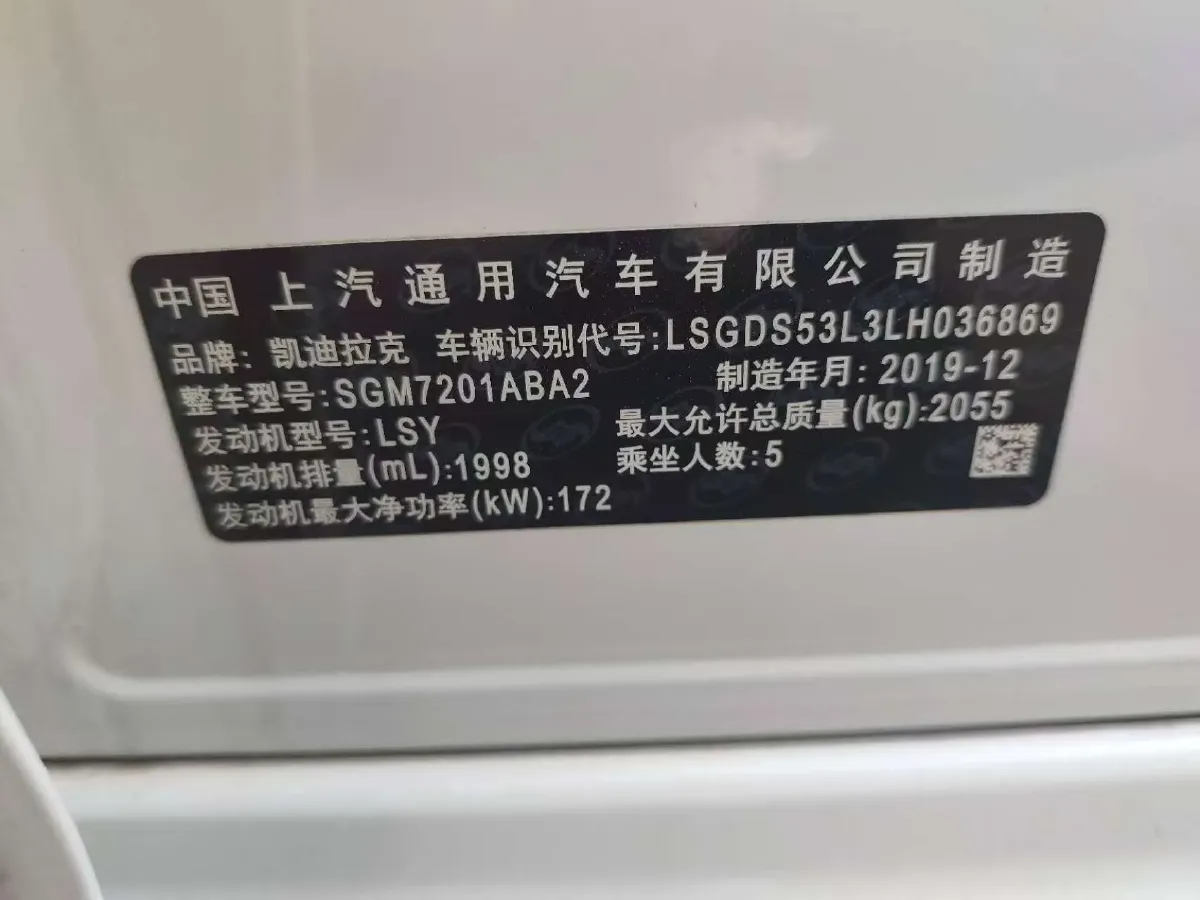 中国 上汽通用汽车有限公司制造
品牌: 凯迪拉克 车辆识别代号:LSGDS53L3LH036869
整车型号:SGM7201ABA2 制造年月: 2019-12
发动机型号:LSY 最大允许总质量(kg):2055
发动机排量(mL):1998 乘坐人数:5
发动机最大净功率(kW):172